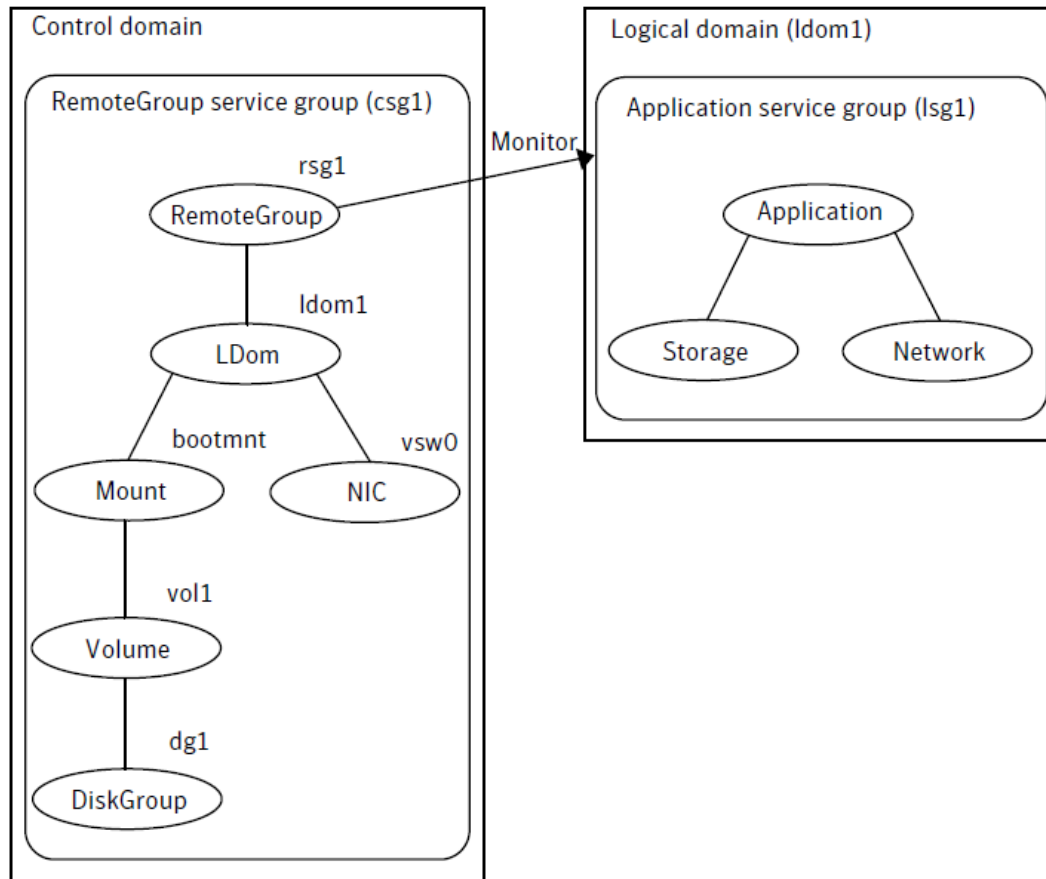 Control domain
RemoteGroup service group (csg1)
rsg1
RemoteGroup
ldom1
LDom
bootmnt
vsw0
Mount
NIC
vol1
Volume
dg1
DiskGroup
Monitor
Logical domain (ldom1)
Application service group (lsg1)
Application
Storage
Network